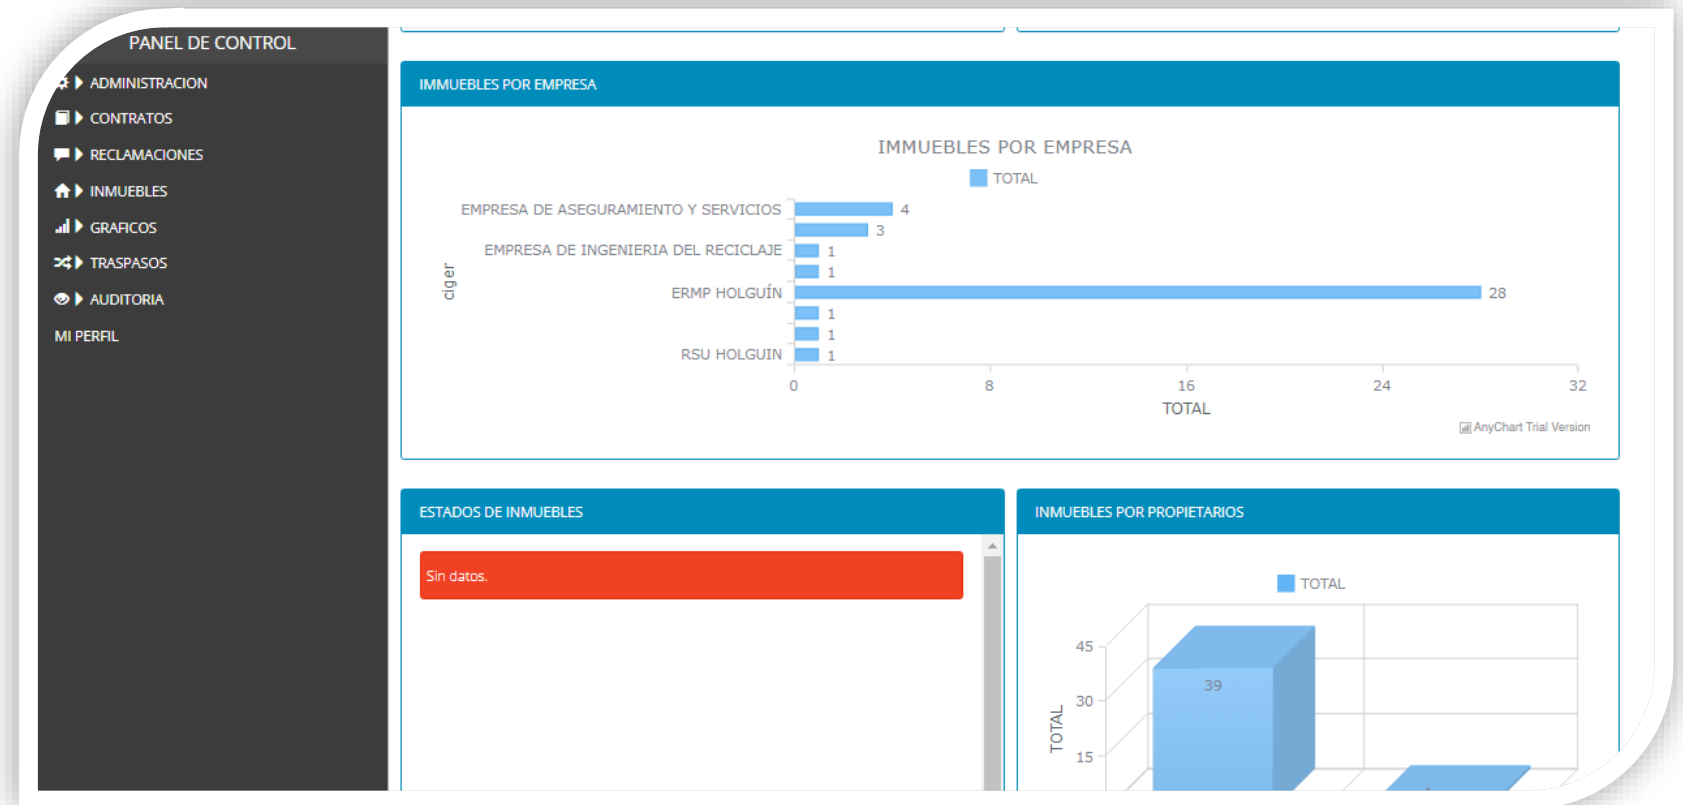 PANEL DE CONTROL
ADMINISTRACION
CONTRATOS
RECLAMACIONES
INMUEBLES
GRAFICOS
TRASPASOS
AUDITORIA
MI PERFIL
IMMUEBLES POR EMPRESA
IMMUEBLES POR EMPRESA
TOTAL
EMPRESA DE ASEGURAMIENTO Y SERVICIOS 4
3
EMPRESA DE INGENIERIA DEL RECICLAJE 1
1
ciger
ERMP HOLGUÍN 28
1
1
RSU HOLGUIN 1
0 8 16 24 32
TOTAL
AnyChart Trial Version
ESTADOS DE INMUEBLES
Sin datos.
INMUEBLES POR PROPIETARIOS
TOTAL
45
39
30
TOTAL
15